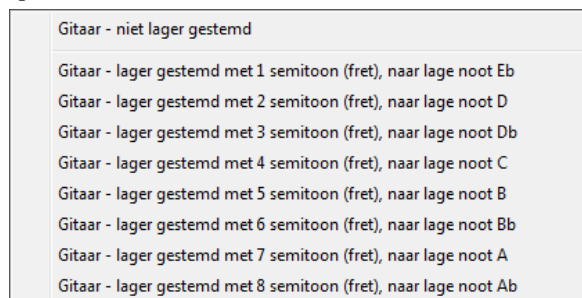 Gitaar - niet lager gestemd
Gitaar - lager gestemd met 1 semitoon (fret), naar lage noot Eb
Gitaar - lager gestemd met 2 semitoon (fret), naar lage noot D
Gitaar - lager gestemd met 3 semitoon (fret), naar lage noot Db
Gitaar - lager gestemd met 4 semitoon (fret), naar lage noot C
Gitaar - lager gestemd met 5 semitoon (fret), naar lage noot B
Gitaar - lager gestemd met 6 semitoon (fret), naar lage noot Bb
Gitaar - lager gestemd met 7 semitoon (fret), naar lage noot A
Gitaar - lager gestemd met 8 semitoon (fret), naar lage noot Ab